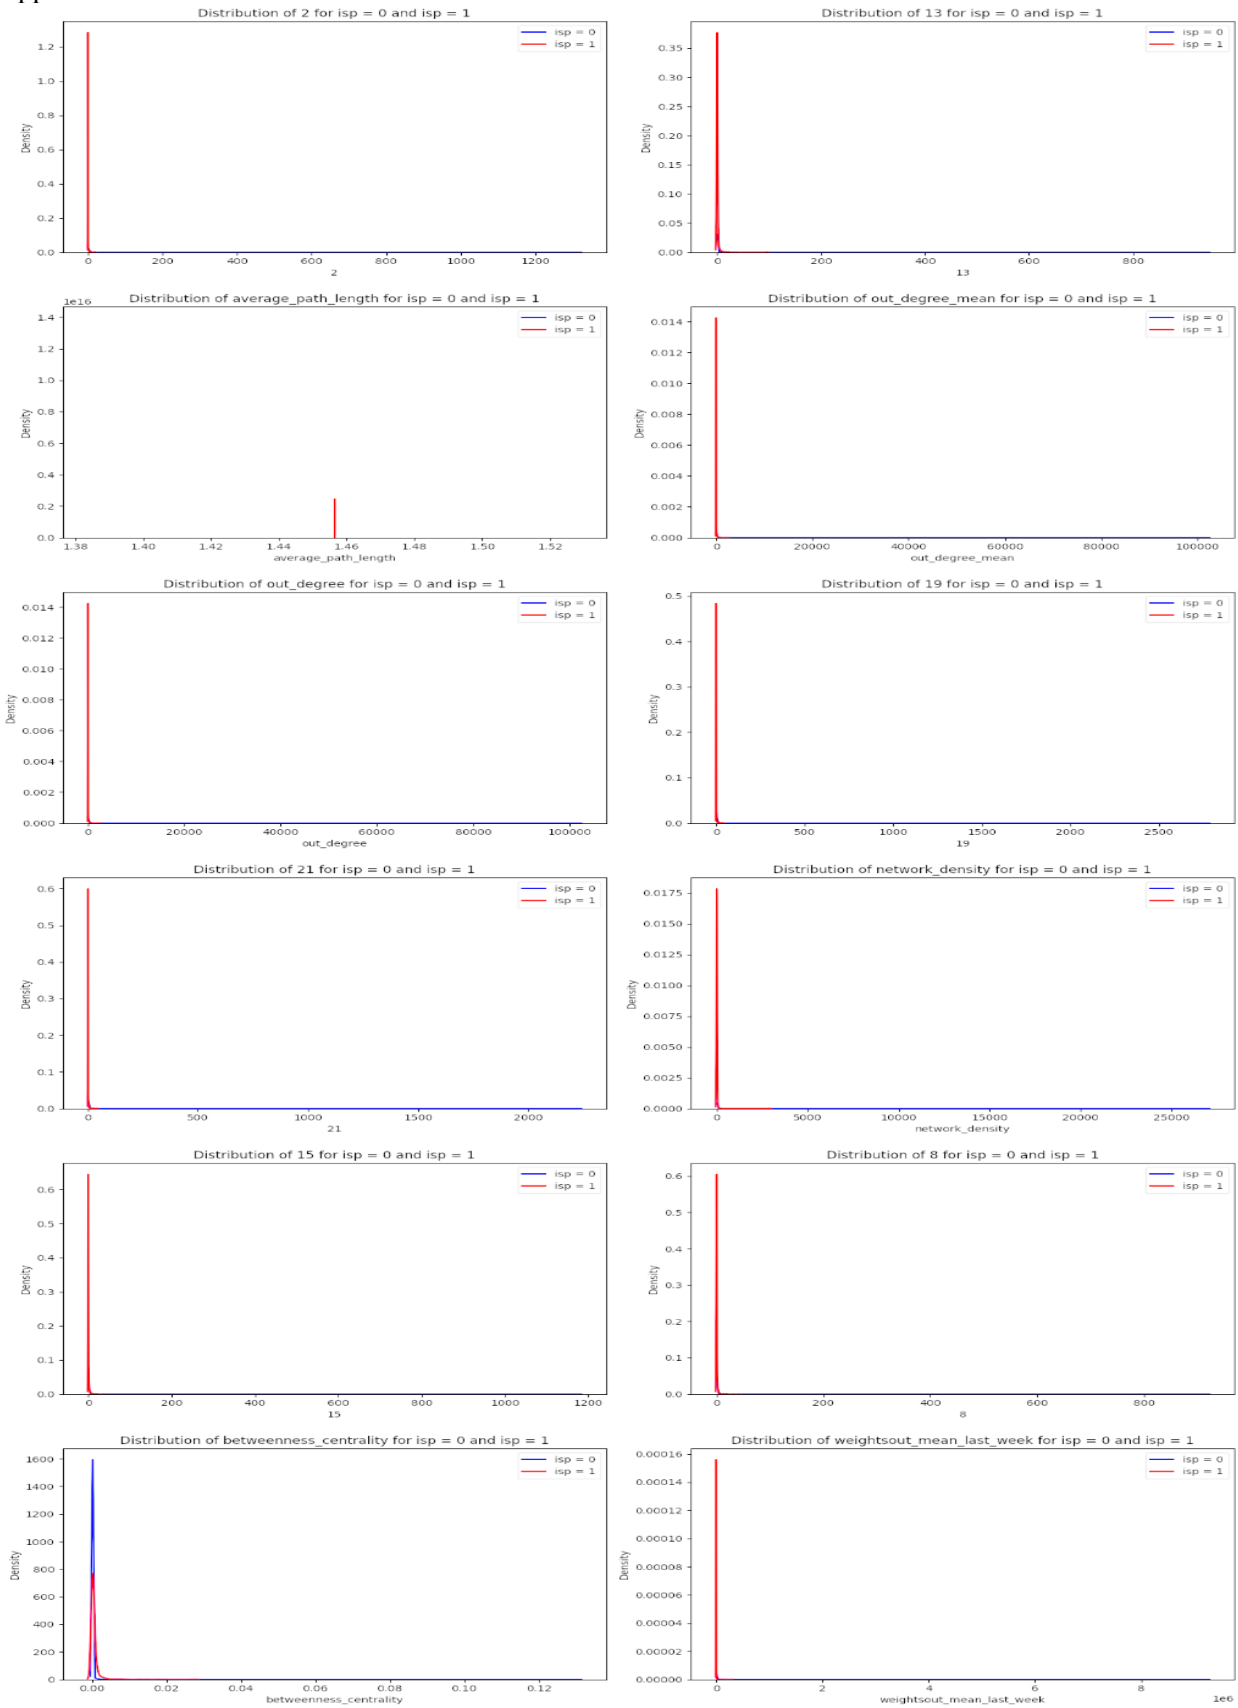 Distribution of 2 for isp = 0 and isp = 1
isp = 0
isp = 1
1.2
1.0
0.8
0.6
0.4
0.2
0.0
Density
0 200 400 600 800 1000 1200
2
Distribution of 13 for isp = 0 and isp = 1
isp = 0
isp = 1
0.35
0.30
0.25
0.20
0.15
0.10
0.05
0.00
Density
0 200 400 600 800
13
Distribution of average_path_length for isp = 0 and isp = 1
1e16
isp = 0
isp = 1
1.4
1.2
1.0
0.8
0.6
0.4
0.2
0.0
Density
1.38 1.40 1.42 1.44 1.46 1.48 1.50 1.52
average_path_length
Distribution of out_degree_mean for isp = 0 and isp = 1
isp = 0
isp = 1
0.014
0.012
0.010
0.008
0.006
0.004
0.002
0.000
Density
0 20000 40000 60000 80000 100000
out_degree_mean
Distribution of out_degree for isp = 0 and isp = 1
isp = 0
isp = 1
0.014
0.012
0.010
0.008
0.006
0.004
0.002
0.000
Density
0 20000 40000 60000 80000 100000
out_degree
Distribution of 19 for isp = 0 and isp = 1
isp = 0
isp = 1
0.5
0.4
0.3
0.2
0.1
0.0
Density
0 500 1000 1500 2000 2500
19
Distribution of 21 for isp = 0 and isp = 1
isp = 0
isp = 1
0.6
0.5
0.4
0.3
0.2
0.1
0.0
Density
0 500 1000 1500 2000
21
Distribution of network_density for isp = 0 and isp = 1
isp = 0
isp = 1
0.0175
0.0150
0.0125
0.0100
0.0075
0.0050
0.0025
0.0000
Density
0 5000 10000 15000 20000 25000
network_density
Distribution of 15 for isp = 0 and isp = 1
isp = 0
isp = 1
0.6
0.5
0.4
0.3
0.2
0.1
0.0
Density
0 200 400 600 800 1000 1200
15
Distribution of 8 for isp = 0 and isp = 1
isp = 0
isp = 1
0.6
0.5
0.4
0.3
0.2
0.1
0.0
Density
0 200 400 600 800
8
Distribution of betweenness_centrality for isp = 0 and isp = 1
isp = 0
isp = 1
1600
1400
1200
1000
800
600
400
200
0
Density
0.00 0.02 0.04 0.06 0.08 0.10 0.12
betweenness_centrality
Distribution of weightsout_mean_last_week for isp = 0 and isp = 1
isp = 0
isp = 1
0.00016
0.00014
0.00012
0.00010
0.00008
0.00006
0.00004
0.00002
0.00000
Density
0 2 4 6 8
1e6
weightsout_mean_last_week